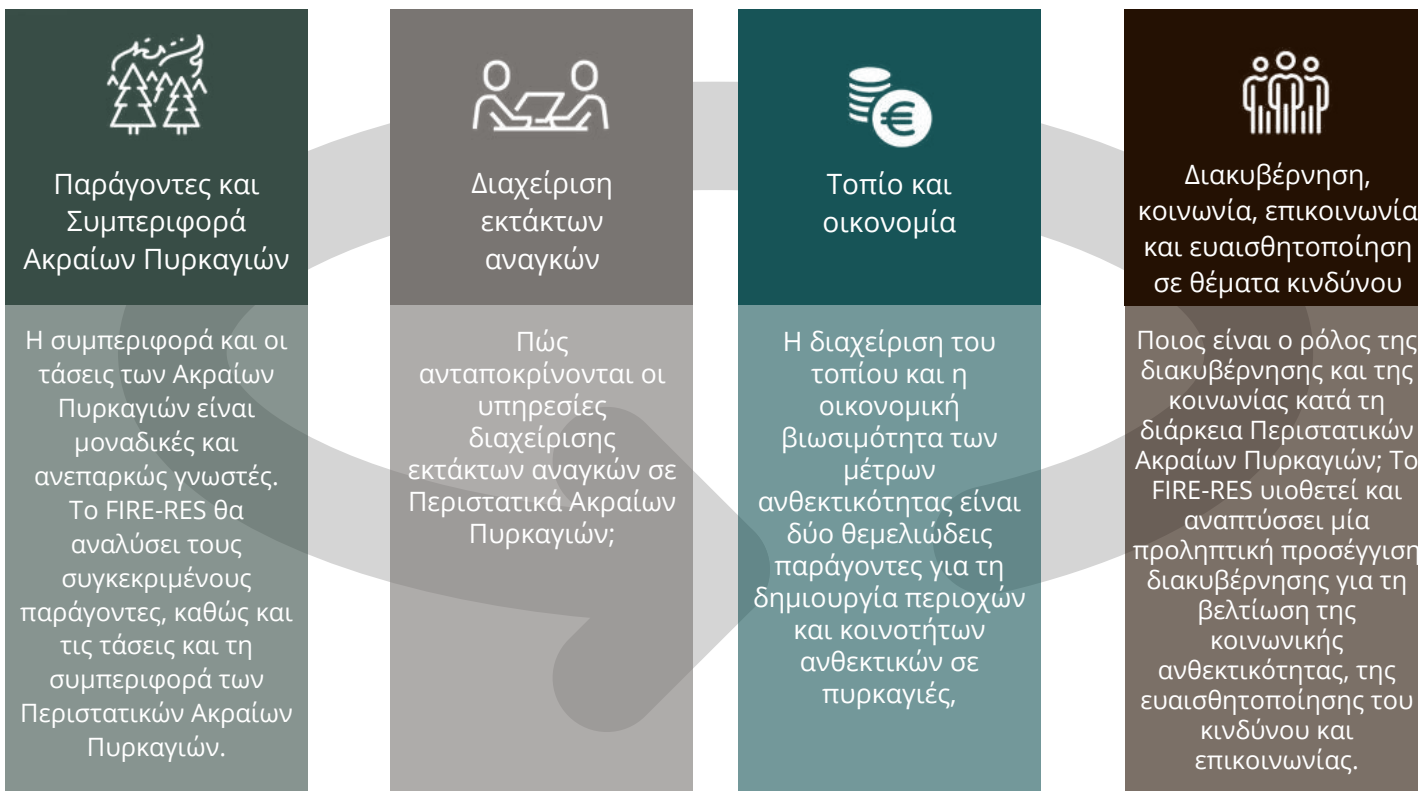 Παράγοντες και
Συμπεριφορά
Ακραίων Πυρκαγιών
Η συμπεριφορά και οι
τάσεις των Ακραίων
Πυρκαγιών είναι
μοναδικές και
ανεπαρκώς γνωστές.
Το FIRE-RES θα
αναλύσει τους
συγκεκριμένους
παράγοντες, καθώς και
τις τάσεις και τη
συμπεριφορά των
Περιστατικών Ακραίων
Πυρκαγιών.
Διαχείριση
εκτάκτων
αναγκών
Πώς
ανταποκρίνονται οι
υπηρεσίες
διαχείρισης
εκτάκτων αναγκών σε
Περιστατικά Ακραίων
Πυρκαγιών;
Τοπίο και
οικονομία
Η διαχείριση του
τοπίου και η
οικονομική
βιωσιμότητα των
μέτρων
ανθεκτικότητας είναι
δύο θεμελιώδεις
παράγοντες για τη
δημιουργία περιοχών
και κοινοτήτων
ανθεκτικών σε
πυρκαγιές,
Διακυβέρνηση,
κοινωνία, επικοινωνία
και ευαισθητοποίηση
σε θέματα κινδύνου
Ποιος είναι ο ρόλος της
διακυβέρνησης και της
κοινωνίας κατά τη
διάρκεια Περιστατικών
Ακραίων Πυρκαγιών; Το
FIRE-RES υιοθετεί και
αναπτύσσει μία
προληπτική προσέγγιση
διακυβέρνησης για τη
βελτίωση της
κοινωνικής
ανθεκτικότητας, της
ευαισθητοποίησης του
κινδύνου και
επικοινωνίας.